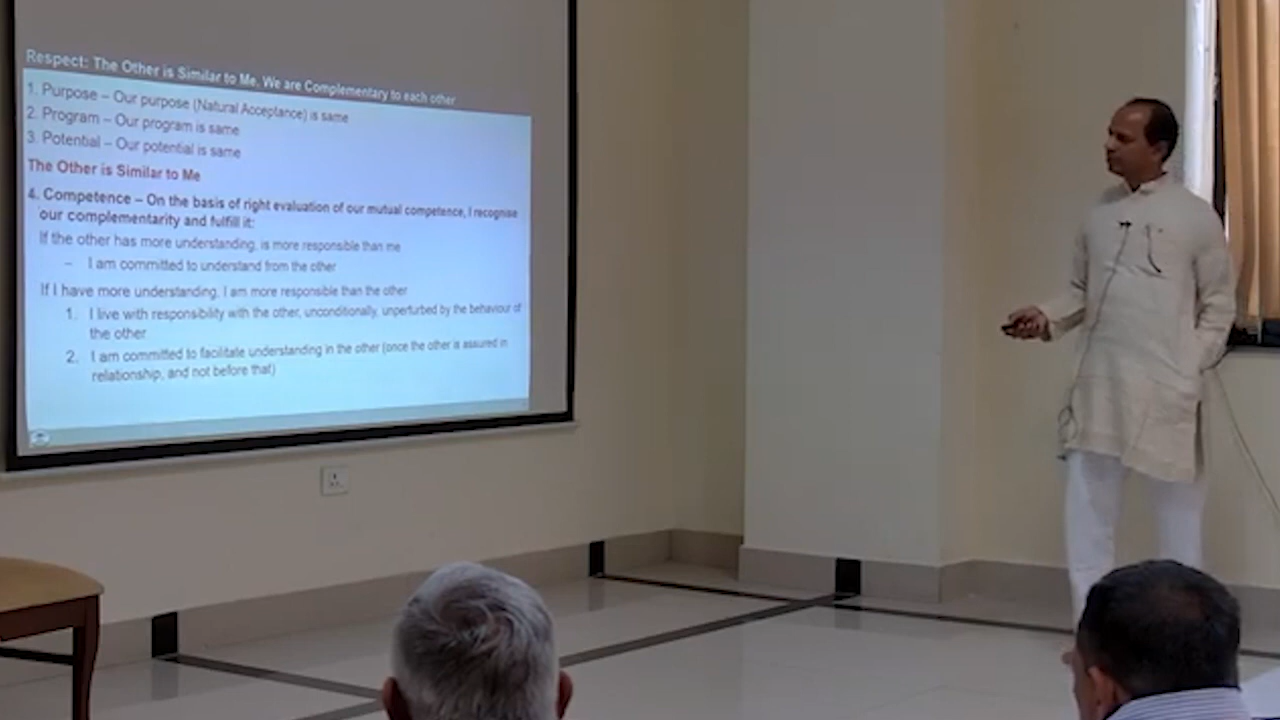 Respect: The Other is Similar to Me. We are Complementary to each other
1. Purpose – Our purpose (Natural Acceptance) is same
2. Program – Our program is same
3. Potential – Our potential is same
The Other is Similar to Me
4. Competence – On the basis of right evaluation of our mutual competence, I recognise
our complementarity and fulfill it:
If the other has more understanding, is more responsible than me
– I am committed to understand from the other
If I have more understanding, I am more responsible than the other
1. I live with responsibility with the other, unconditionally, unperturbed by the behaviour of
the other
2. I am committed to facilitate understanding in the other (once the other is assured in
relationship, and not before that)